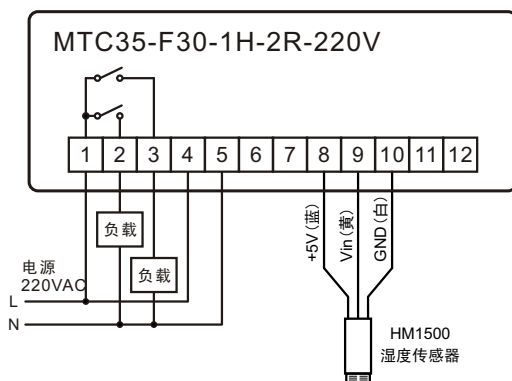 MTC35-F30-1H-2R-220V
1 2 3 4 5 6 7 8 9 10 11 12
+5V(蓝)
Vin(黄)
GND(白)
负载
负载
电源
220VAC
L
N
HM1500
湿度传感器